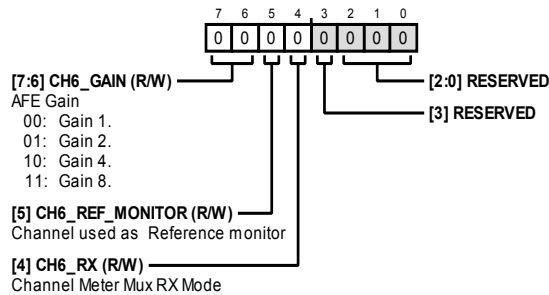 7 6 5 4 3 2 1 0
0 0 0 0 0 0 0 0
[7:6] CH6_GAIN (R/W)
AFE Gain
00: Gain 1.
01: Gain 2.
10: Gain 4.
11: Gain 8.
[5] CH6_REF_MONITOR (R/W)
Channel used as Reference monitor
[4] CH6_RX (R/W)
Channel Meter Mux RX Mode
[2:0] RESERVED
[3] RESERVED